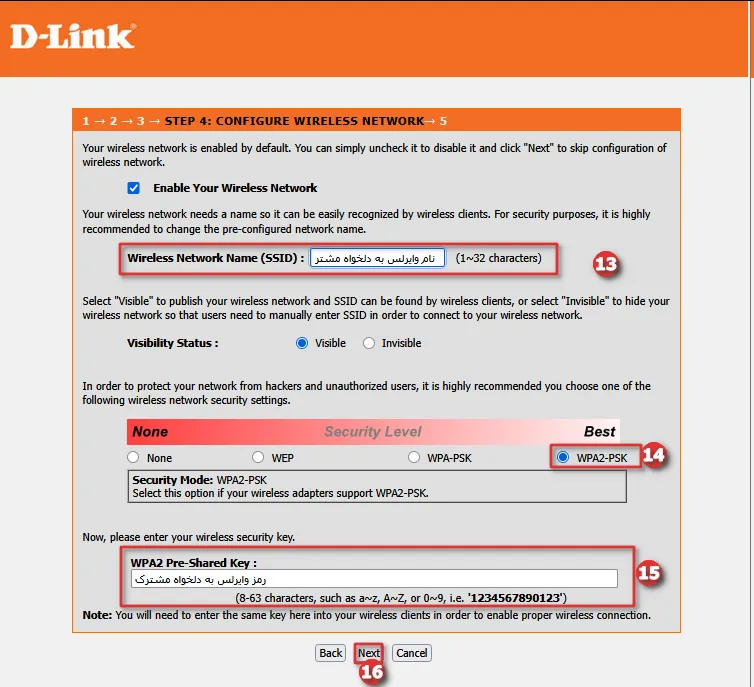 D-Link®
1 → 2 → 3 → STEP 4: CONFIGURE WIRELESS NETWORK→ 5
Your wireless network is enabled by default. You can simply uncheck it to disable it and click "Next" to skip configuration of
wireless network.
Enable Your Wireless Network
Your wireless network needs a name so it can be easily recognized by wireless clients. For security purposes, it is highly
recommended to change the pre-configured network name.
Wireless Network Name (SSID) : نام وایرلس به دلخواه مشتر (1~32 characters) 13
Select "Visible" to publish your wireless network and SSID can be found by wireless clients, or select "Invisible" to hide your
wireless network so that users need to manually enter SSID in order to connect to your wireless network.
Visibility Status : Visible Invisible
In order to protect your network from hackers and unauthorized users, it is highly recommended you choose one of the
following wireless network security settings.
None Security Level Best
None WEP WPA-PSK WPA2-PSK 14
Security Mode: WPA2-PSK
Select this option if your wireless adapters support WPA2-PSK.
Now, please enter your wireless security key.
WPA2 Pre-Shared Key :
رمز وایرلس به دلخواه مشترک 15
(8-63 characters, such as a~z, A~Z, or 0~9, i.e. '1234567890123')
Note: You will need to enter the same key here into your wireless clients in order to enable proper wireless connection.
Back Next Cancel
16